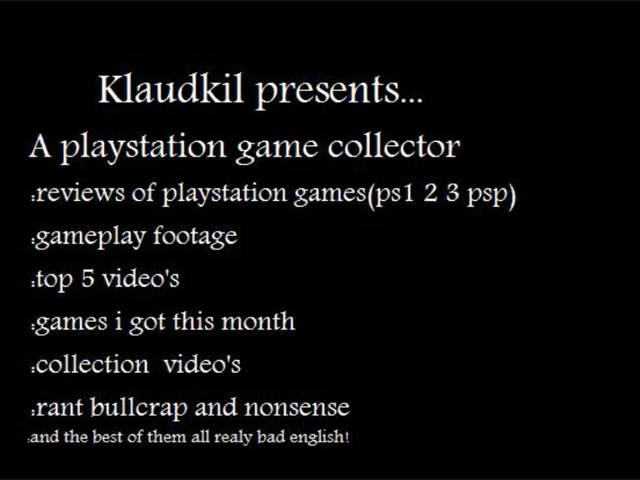 Klaudkil presents...
A playstation game collector
:reviews of playstation games(ps1 2 3 psp)
:gameplay footage
:top 5 video's
:games i got this month
:collection  video's
:rant bullcrap and nonsense
:and the best of them all realy bad english!